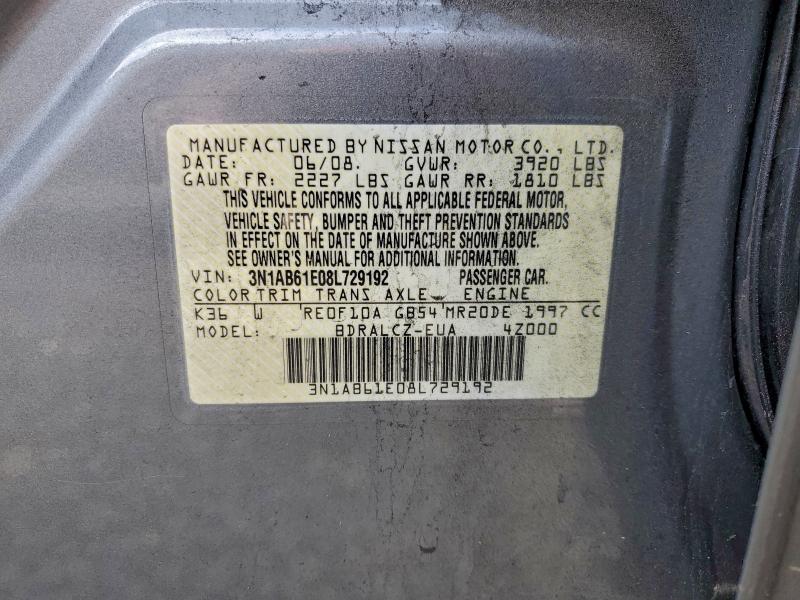 MANUFACTURED BY NISSAN MOTOR CO., LTD.
DATE: 06/08. GVWR: 3920 LBS
GAWR FR: 2227 LBS GAWR RR: 1810 LBS
THIS VEHICLE CONFORMS TO ALL APPLICABLE FEDERAL MOTOR,
VEHICLE SAFETY, BUMPER AND THEFT PREVENTION STANDARDS
IN EFFECT ON THE DATE OF MANUFACTURE SHOWN ABOVE.
SEE OWNER'S MANUAL FOR ADDITIONAL INFORMATION.
VIN: 3N1AB61E08L729192 PASSENGER CAR.
COLOR TRIM TRANS AXLE ENGINE
K36 W RE0F10A GB54 MR20DE 1997 CC
MODEL: BDRALCZ-EUA 4Z000
3N1AB61E08L729192